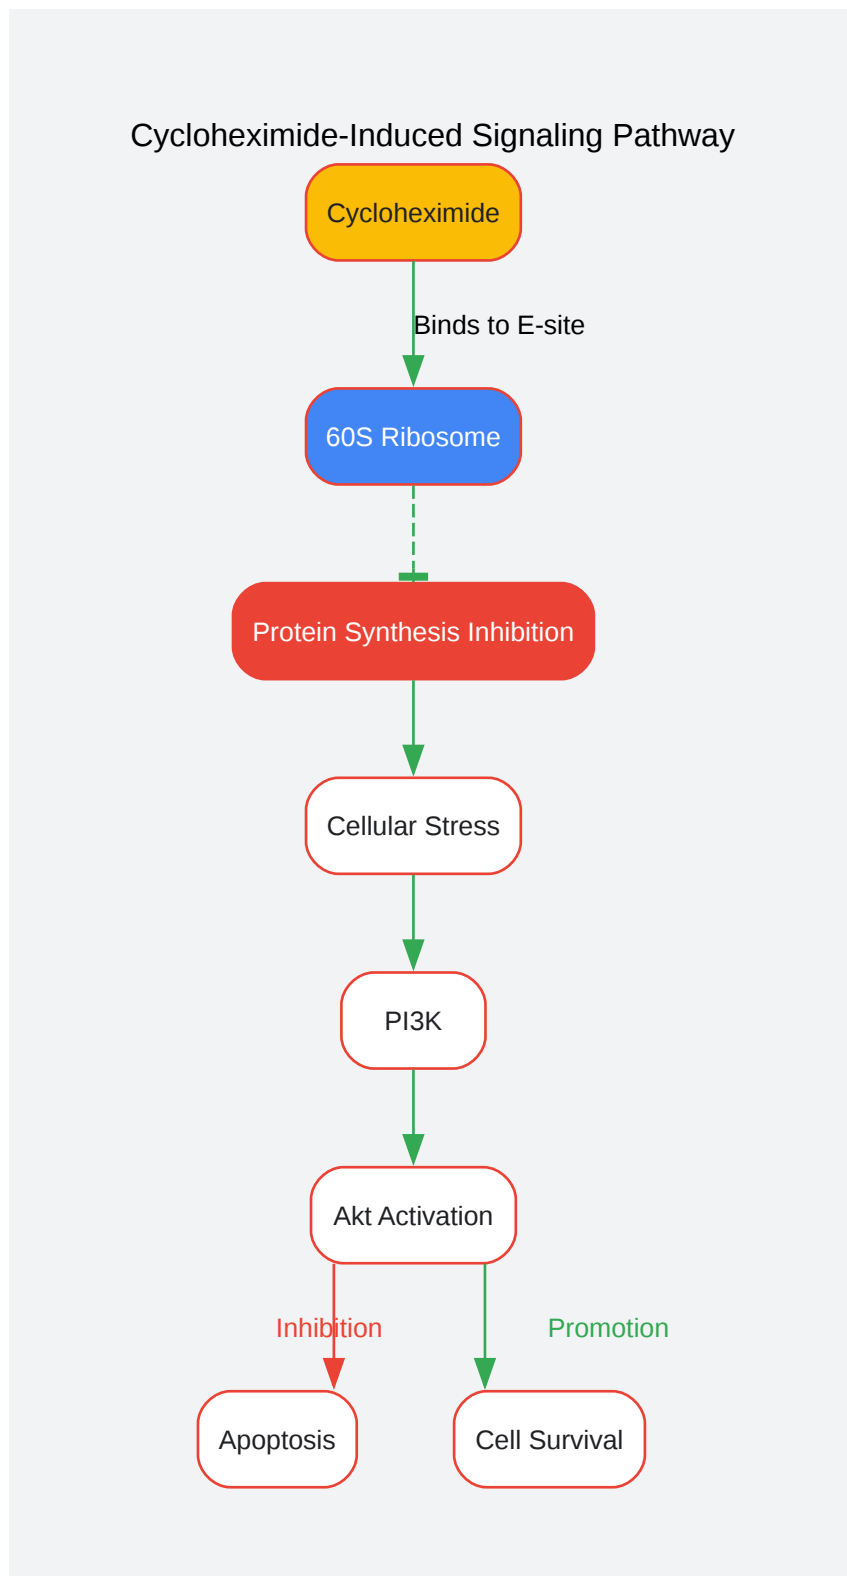 Cycloheximide-Induced Signaling Pathway
Cycloheximide
Binds to E-site
60S Ribosome
Protein Synthesis Inhibition
Cellular Stress
PI3K
Akt Activation
Inhibition
Promotion
Apoptosis
Cell Survival